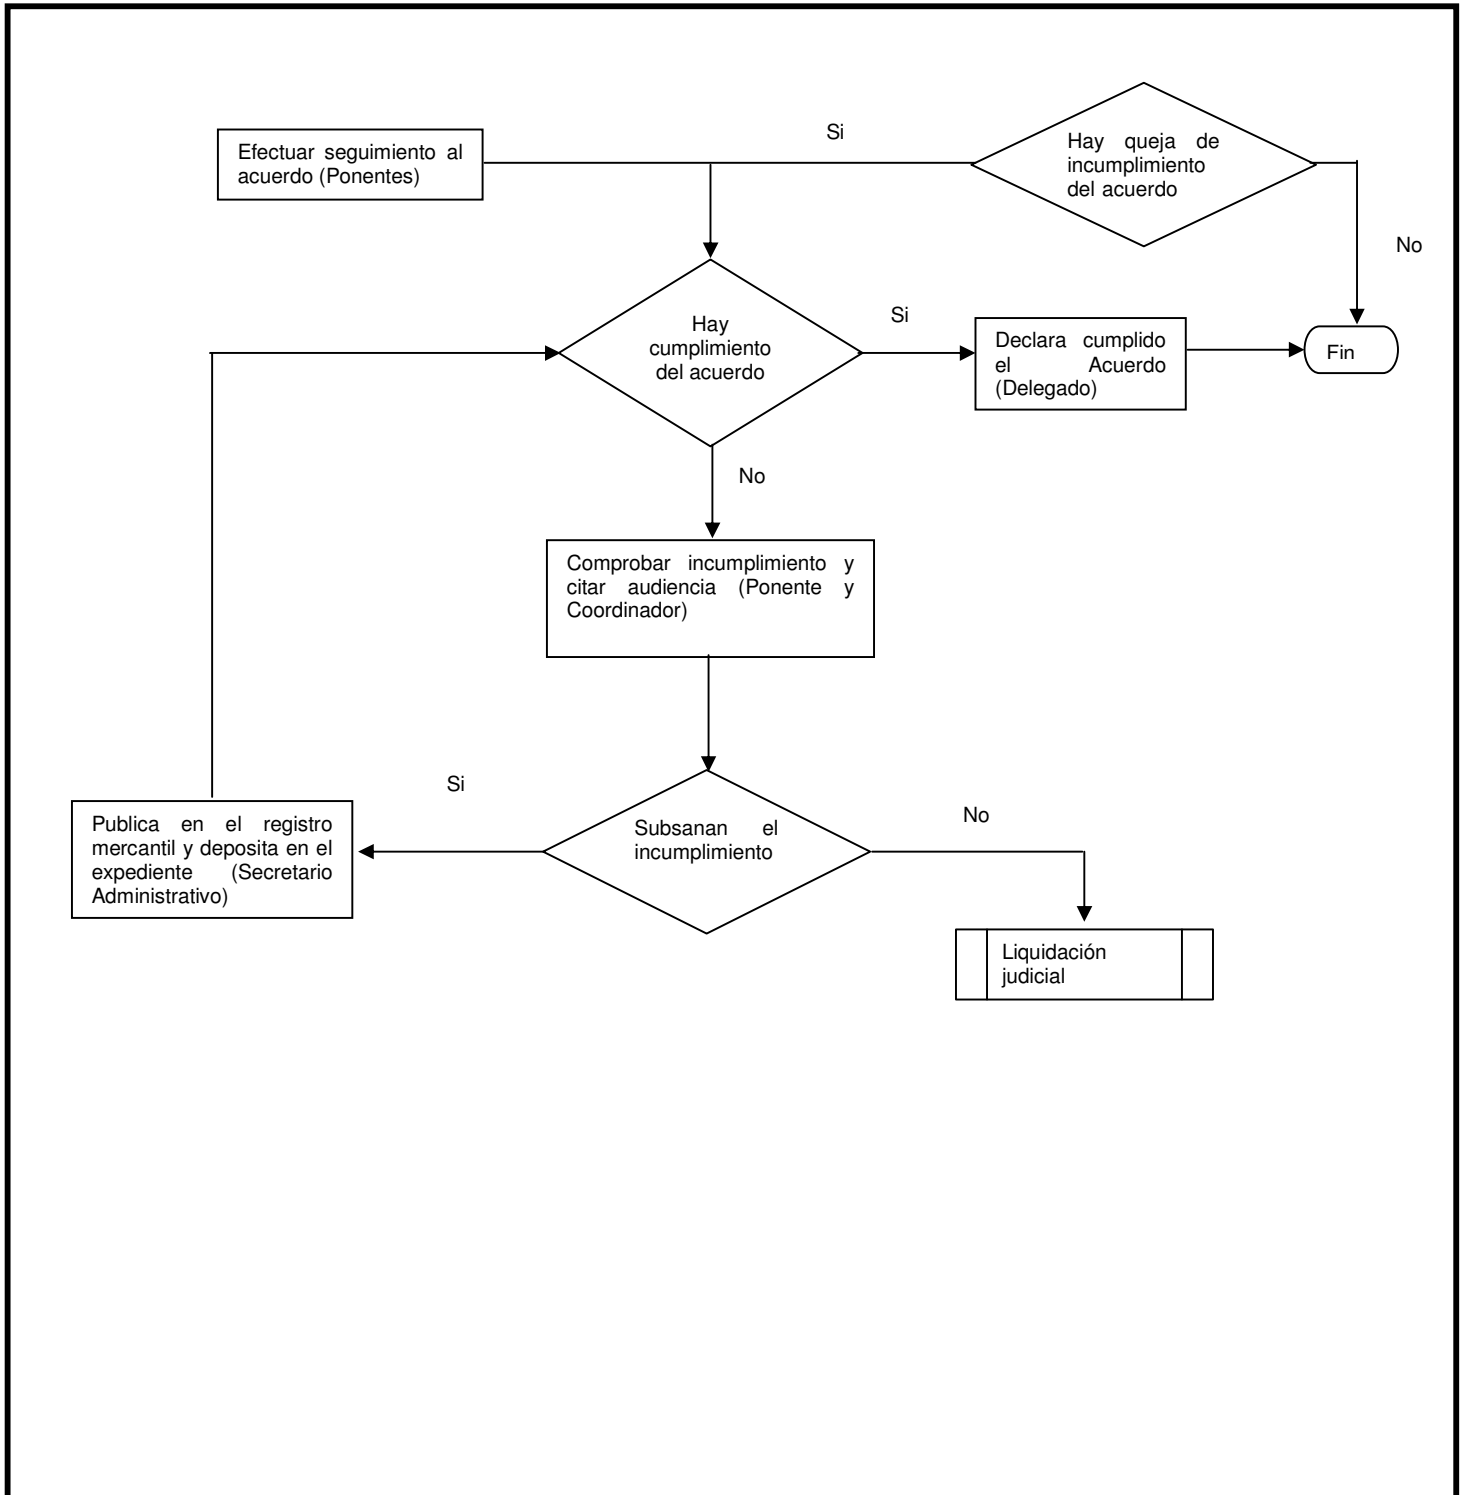 Si
Efectuar seguimiento al
acuerdo (Ponentes)
Hay queja de
incumplimiento
del acuerdo
No
Hay
cumplimiento
del acuerdo
Si
Declara cumplido
el Acuerdo
(Delegado)
Fin
No
Comprobar incumplimiento y
citar audiencia (Ponente y
Coordinador)
Si
Publica en el registro
mercantil y deposita en el
expediente (Secretario
Administrativo)
Subsanan el
incumplimiento
No
Liquidación
judicial